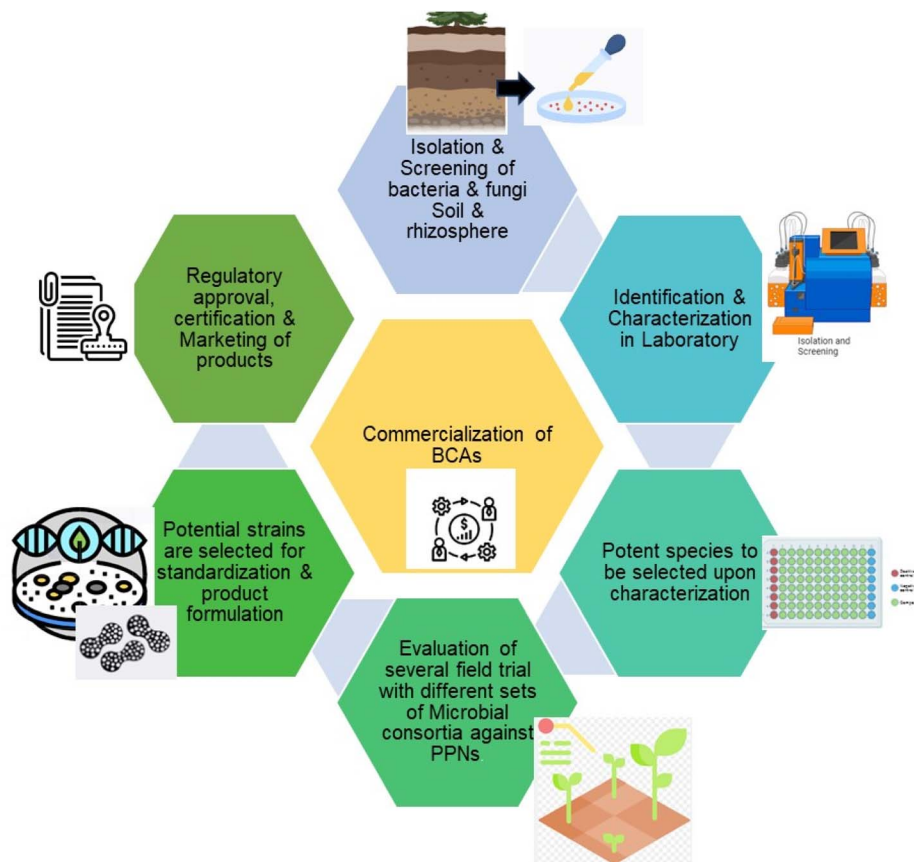 Isolation &
Screening of
bacteria & fungi
Soil &
rhizosphere
Identification &
Characterization
in Laboratory
Isolation and
Screening
Potent species to
be selected upon
characterization
Evaluation of
several field trial
with different sets
of Microbial
consortia against
PPNs.
Potential strains
are selected for
standardization &
product
formulation
Regulatory
approval,
certification &
Marketing of
products
Commercialization of
BCAs
$